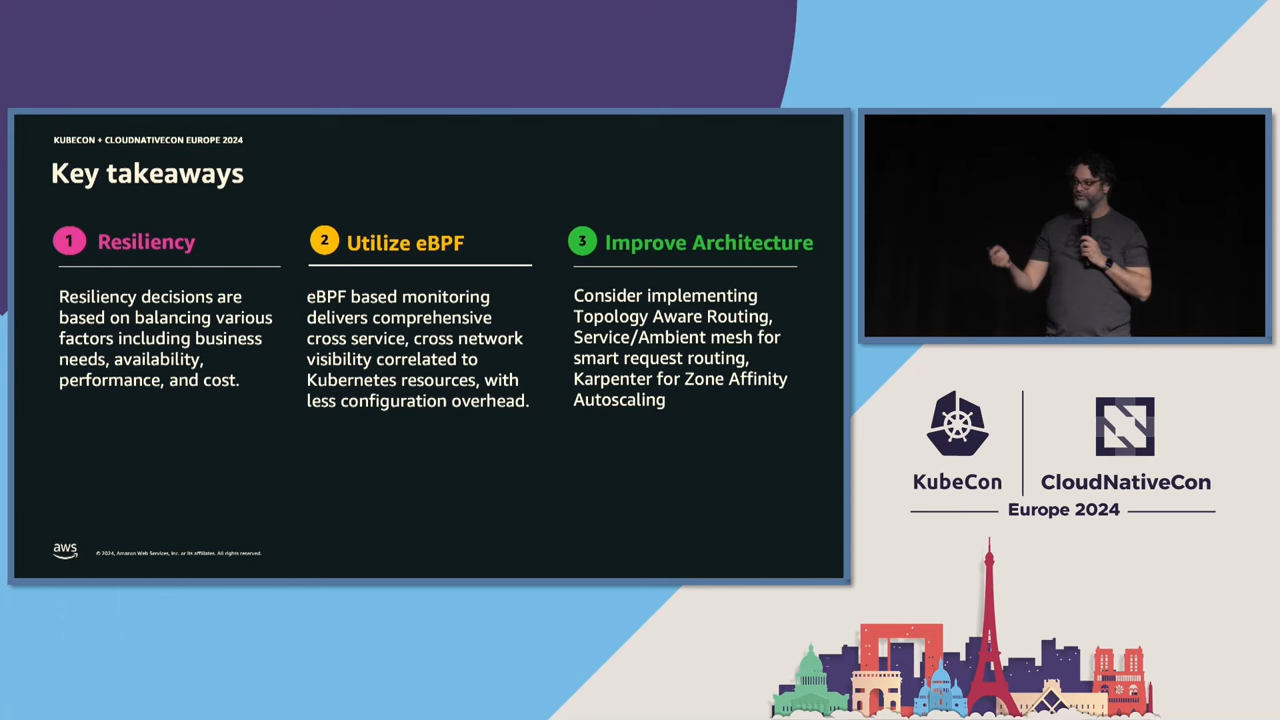 KUBECON + CLOUDNATIVECON EUROPE 2024
Key takeaways
1 Resiliency
Resiliency decisions are
based on balancing various
factors including business
needs, availability,
performance, and cost.
2 Utilize eBPF
eBPF based monitoring
delivers comprehensive
cross service, cross network
visibility correlated to
Kubernetes resources, with
less configuration overhead.
3 Improve Architecture
Consider implementing
Topology Aware Routing,
Service/Ambient mesh for
smart request routing,
Karpenter for Zone Affinity
Autoscaling
aws
© 2024, Amazon Web Services, Inc. or its affiliates. All rights reserved.
KubeCon
CloudNativeCon
Europe 2024